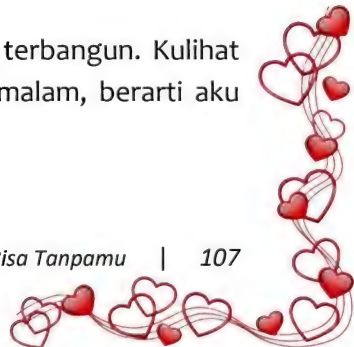 terbangun. Kulihat
malam, berarti aku
isa Tanpamu | 107